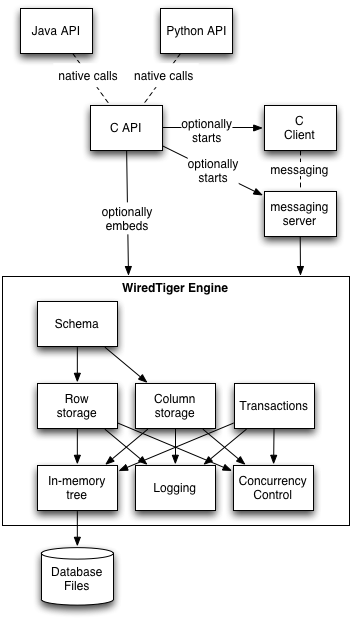 Java API
Python API
native calls
native calls
C API
optionally
starts
C
Client
optionally
starts
messaging
optionally
embeds
messaging
server
WiredTiger Engine
Schema
Row
storage
Column
storage
Transactions
In-memory
tree
Logging
Concurrency
Control
Database
Files